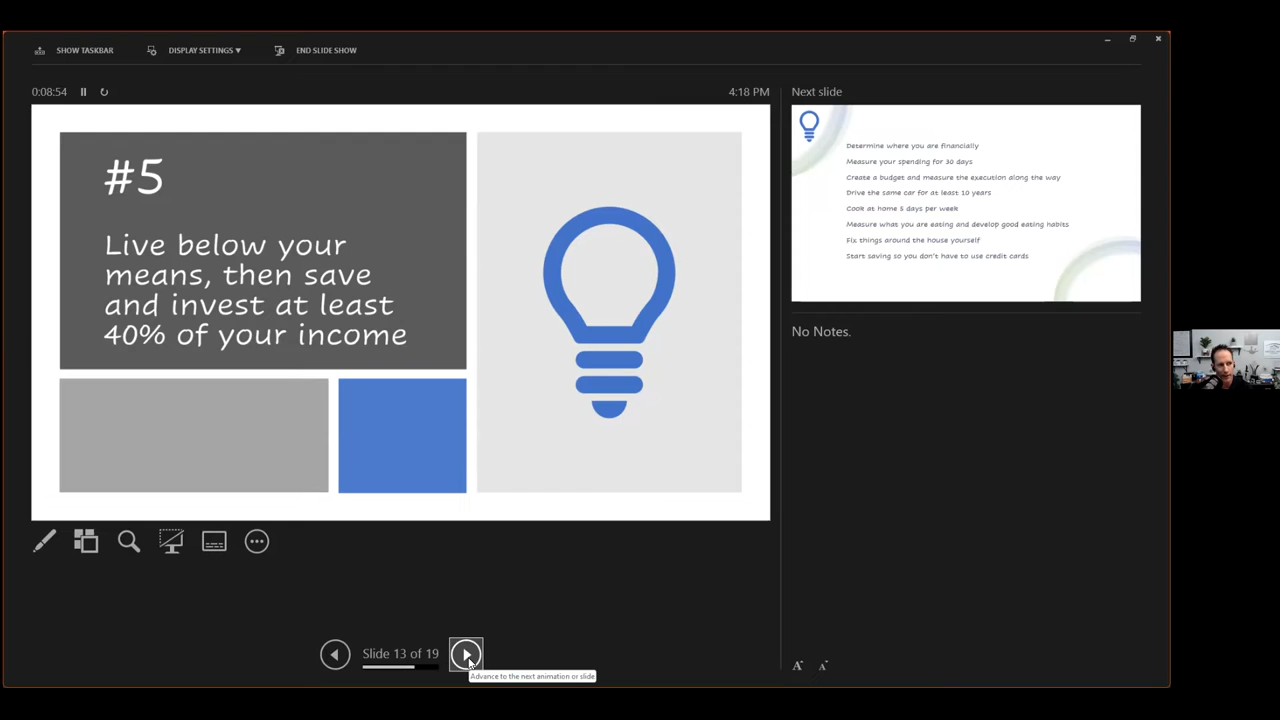 SHOW TASKBAR
DISPLAY SETTINGS ▾
END SLIDE SHOW
0:08:54
4:18 PM
#5
Live below your
means, then save
and invest at least
40% of your income
Slide 13 of 19
Advance to the next animation or slide
Next slide
Determine where you are financially
Measure your spending for 30 days
Create a budget and measure the execution along the way
Drive the same car for at least 10 years
Cook at home 5 days per week
Measure what you are eating and develop good eating habits
Fix things around the house yourself
Start saving so you don't have to use credit cards
No Notes.
A A